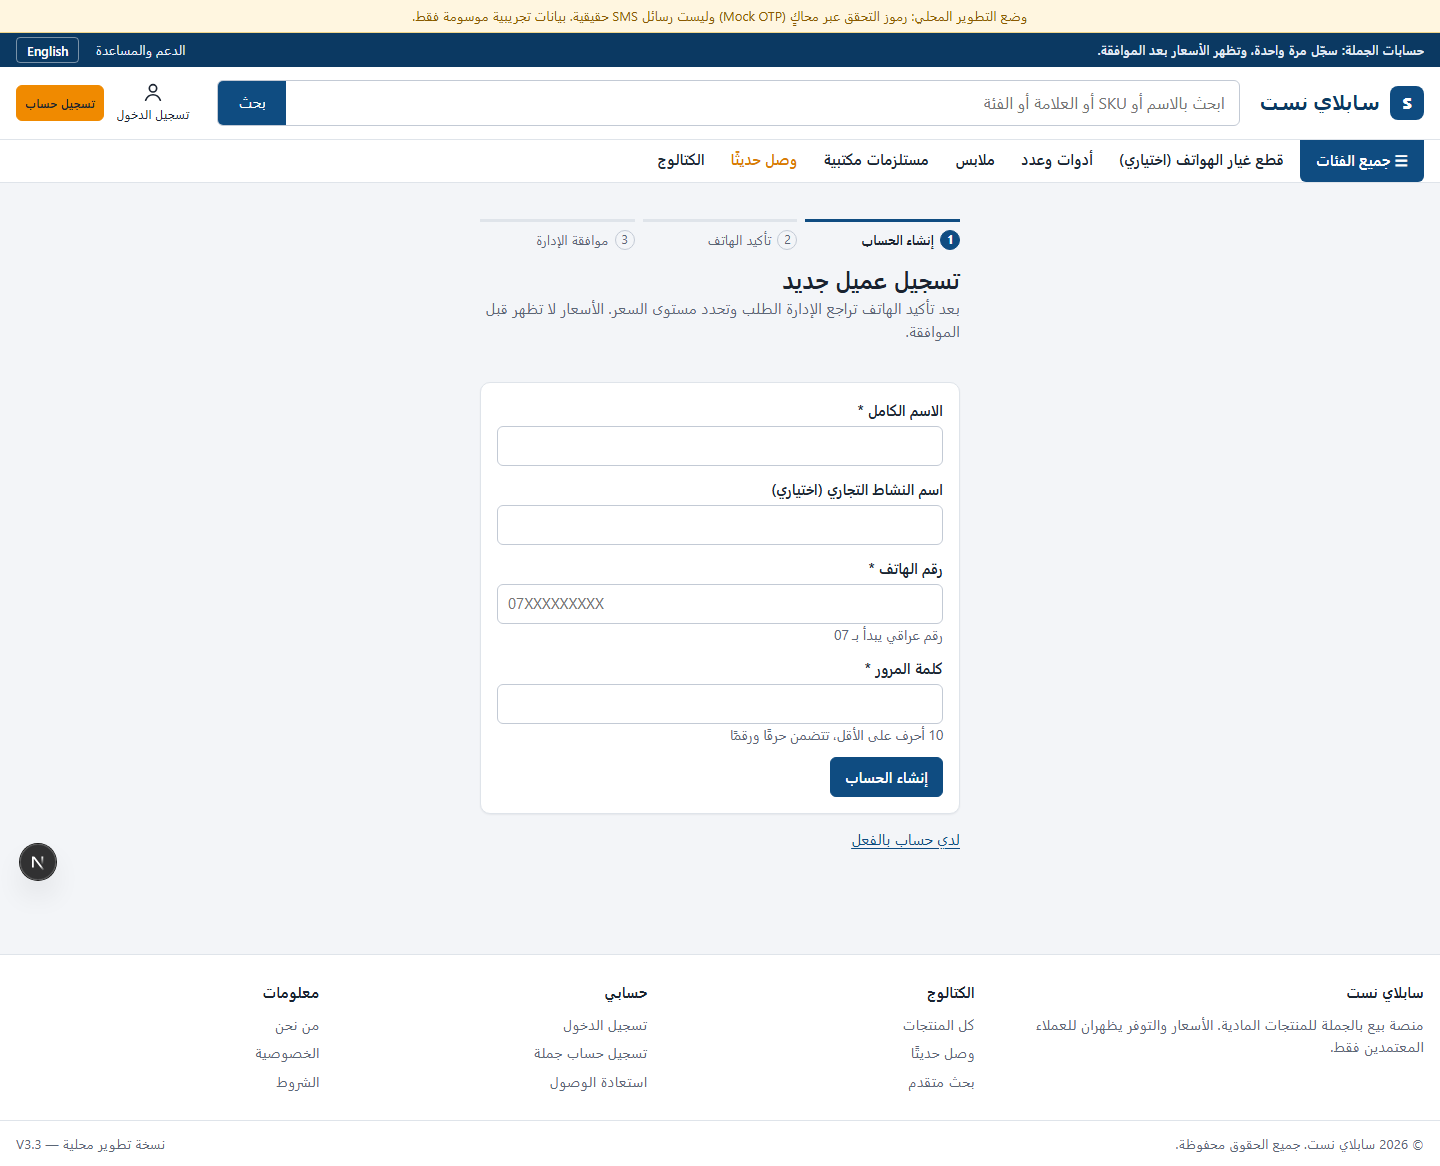 وضع التطوير المحلي: رموز التحقق عبر محاكٍ (Mock OTP) وليست رسائل SMS حقيقية. بيانات تجريبية موسومة فقط.
حسابات الجملة: سجّل مرة واحدة، وتظهر الأسعار بعد الموافقة.
الدعم والمساعدة
English
S سابلاي نست
ابحث بالاسم أو SKU أو العلامة أو الفئة
بحث
تسجيل الدخول
تسجيل حساب
☰ جميع الفئات
قطع غيار الهواتف (اختياري)
أدوات وعدد
ملابس
مستلزمات مكتبية
وصل حديثًا
الكتالوج
1 إنشاء الحساب
2 تأكيد الهاتف
3 موافقة الإدارة
تسجيل عميل جديد
بعد تأكيد الهاتف تراجع الإدارة الطلب وتحدد مستوى السعر. الأسعار لا تظهر قبل
الموافقة.
الاسم الكامل *
اسم النشاط التجاري (اختياري)
رقم الهاتف *
07XXXXXXXXX
رقم عراقي يبدأ بـ 07
كلمة المرور *
10 أحرف على الأقل، تتضمن حرفًا ورقمًا
إنشاء الحساب
لدي حساب بالفعل
N
سابلاي نست
منصة بيع بالجملة للمنتجات المادية. الأسعار والتوفر يظهران للعملاء
المعتمدين فقط.
الكتالوج
كل المنتجات
وصل حديثًا
بحث متقدم
حسابي
تسجيل الدخول
تسجيل حساب جملة
استعادة الوصول
معلومات
من نحن
الخصوصية
الشروط
© 2026 سابلاي نست. جميع الحقوق محفوظة.
نسخة تطوير محلية — V3.3